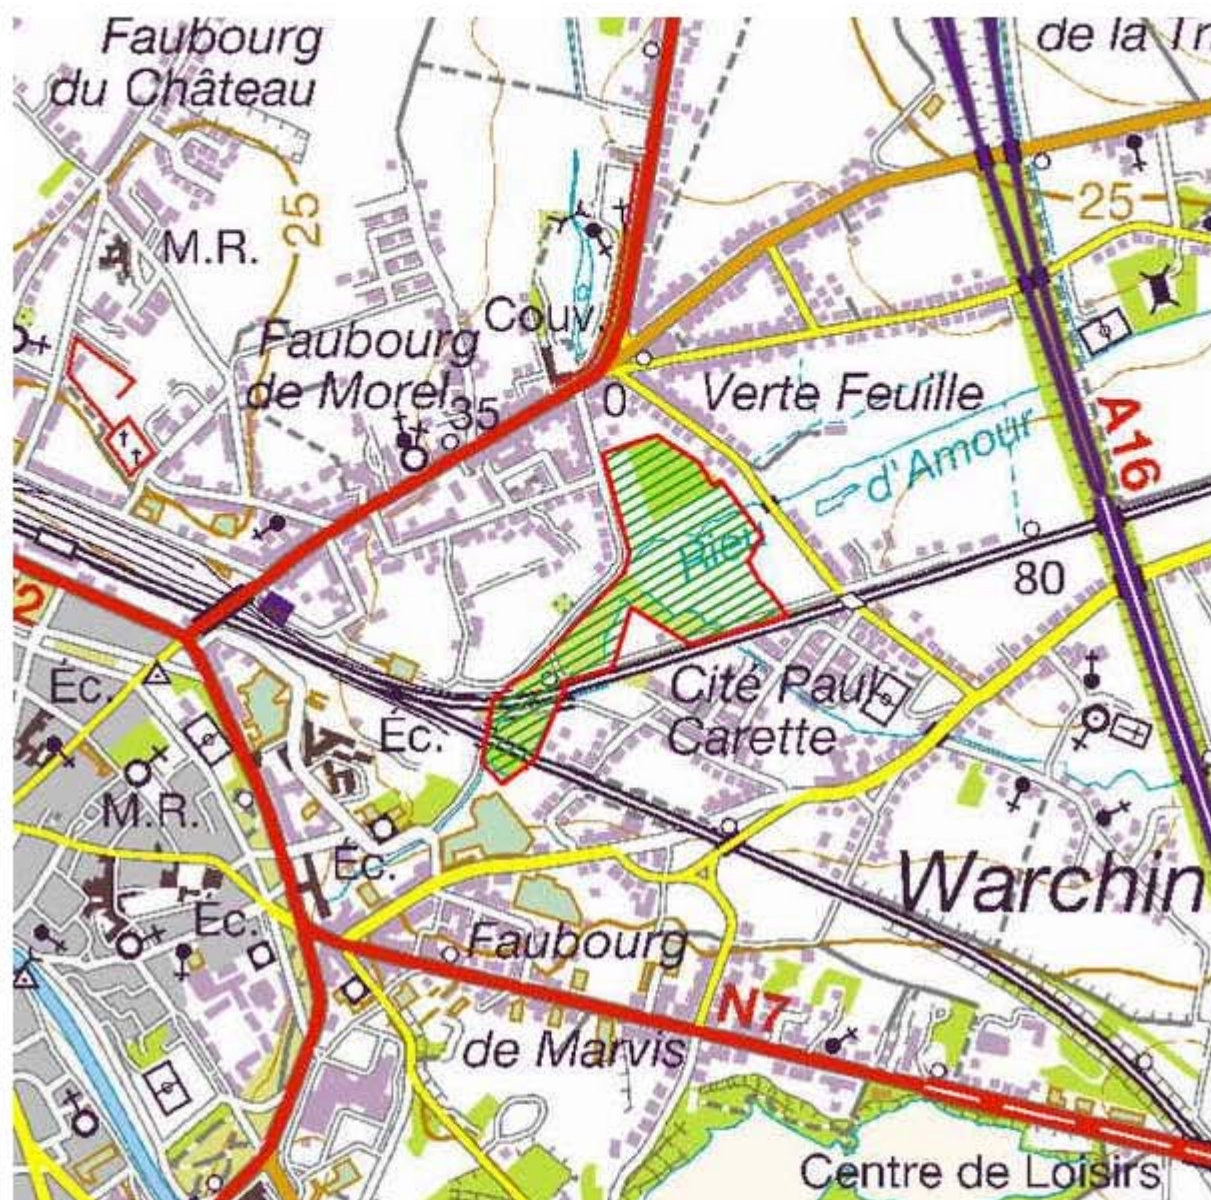 Faubourg
du Château
de la Tr
25
25
M.R.
Couv.
Faubourg
de Morel
35
0
Verte Feuille
A16
d'Amour
Rieu
80
2
Éc.
Cité Paul
Carette
Éc.
M.R.
Éc.
Warchin
Éc.
Faubourg
N7
de Marvis
Centre de Loisirs